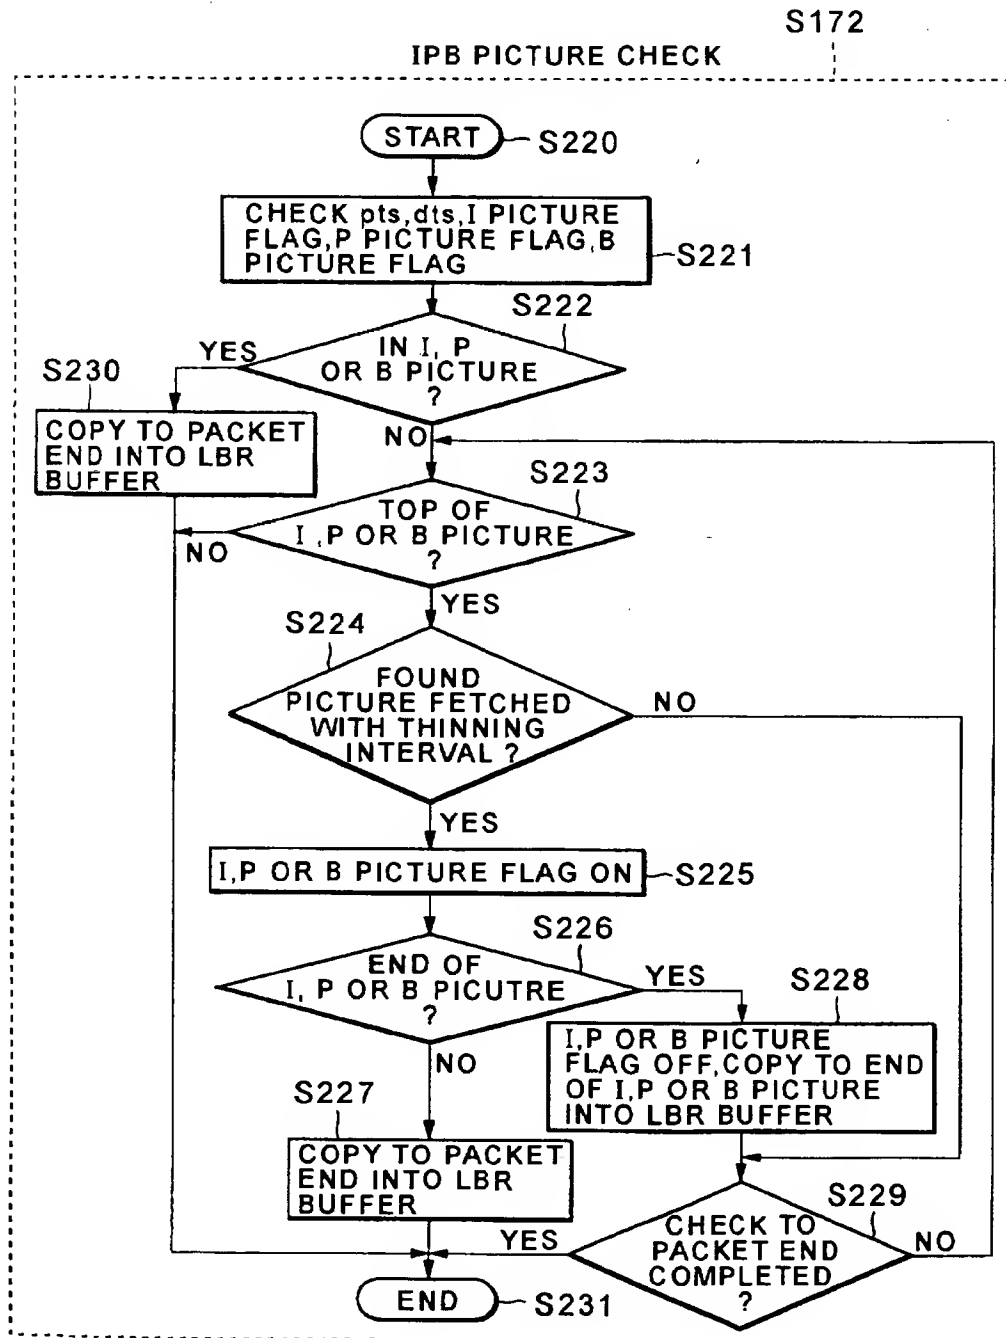 S172
IPB PICTURE CHECK
START
S220
CHECK pts,dts,I PICTURE
FLAG,P PICTURE FLAG,B
PICTURE FLAG
S221
S222
IN I, P
OR B PICTURE
?
YES
S230
COPY TO PACKET
END INTO LBR
BUFFER
NO
S223
TOP OF
I ,P OR B PICTURE
?
NO
YES
S224
FOUND
PICTURE FETCHED
WITH THINNING
INTERVAL ?
NO
YES
I,P OR B PICTURE FLAG ON
S225
S226
END OF
I, P OR B PICUTRE
?
YES
S228
I,P OR B PICTURE
FLAG OFF,COPY TO END
OF I,P OR B PICTURE
INTO LBR BUFFER
NO
S227
COPY TO PACKET
END INTO LBR
BUFFER
S229
CHECK TO
PACKET END
COMPLETED
?
YES
NO
END
S231